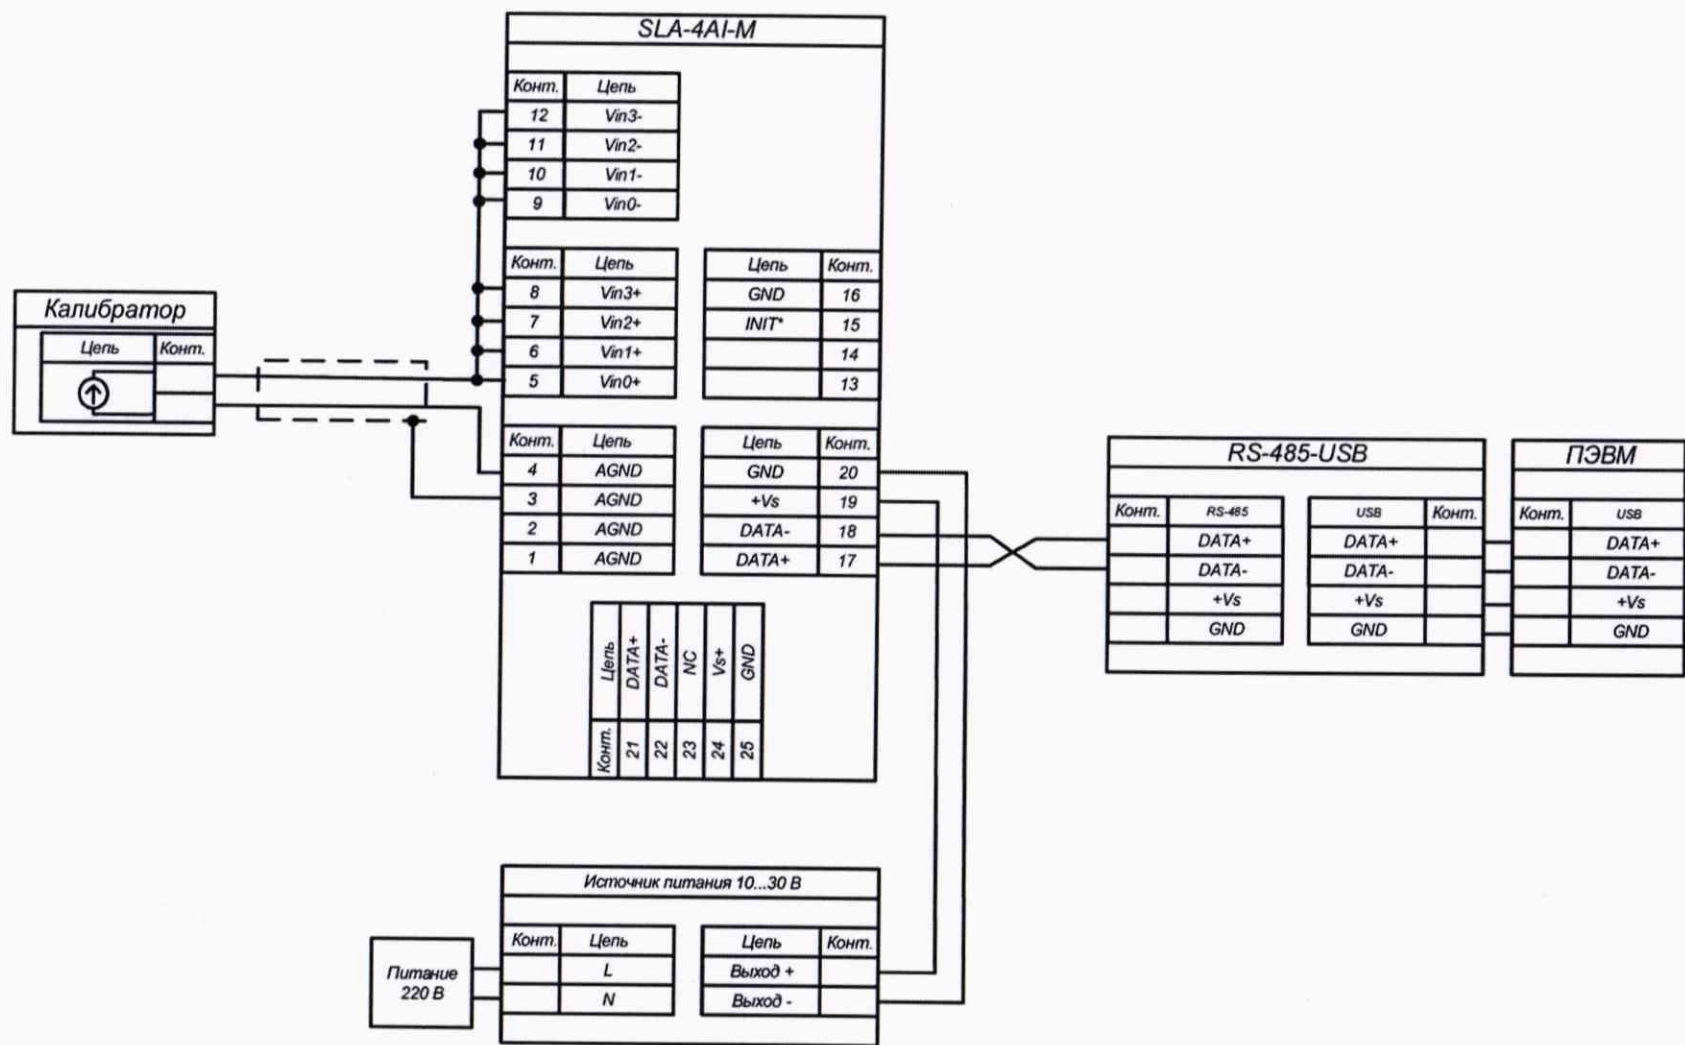 SLA-4AI-M
Конт. Цепь
12 Vin3-
11 Vin2-
10 Vin1-
9 Vin0-
Конт. Цепь
8 Vin3+
7 Vin2+
6 Vin1+
5 Vin0+
Цепь Конт.
GND 16
INIT* 15
14
13
Калибратор
Цепь Конт.
Конт. Цепь
4 AGND
3 AGND
2 AGND
1 AGND
Цепь Конт.
GND 20
+Vs 19
DATA- 18
DATA+ 17
Цепь DATA+ DATA- NC Vs+ GND
Конт. 21 22 23 24 25
RS-485-USB
Конт. RS-485
DATA+
DATA-
+Vs
GND
USB Конт.
DATA+
DATA-
+Vs
GND
ПЭВМ
Конт. USB
DATA+
DATA-
+Vs
GND
Источник питания 10...30 В
Конт. Цепь
L
N
Цепь Конт.
Выход +
Выход -
Питание
220 В